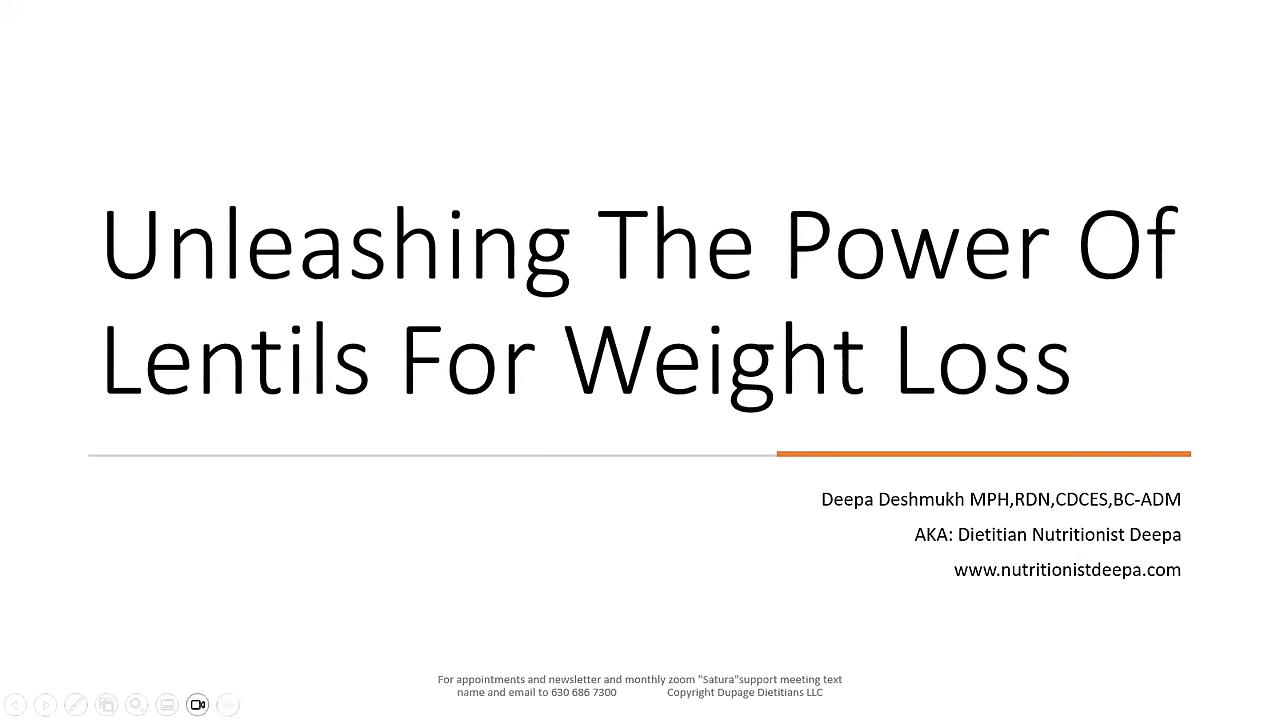 Unleashing The Power Of
Lentils For Weight Loss
Deepa Deshmukh MPH,RDN,CDCES,BC-ADM
AKA: Dietitian Nutritionist Deepa
www.nutritionistdeepa.com
For appointments and newsletter and monthly zoom "Satura"support meeting text
name and email to 630 686 7300 Copyright Dupage Dietitians LLC